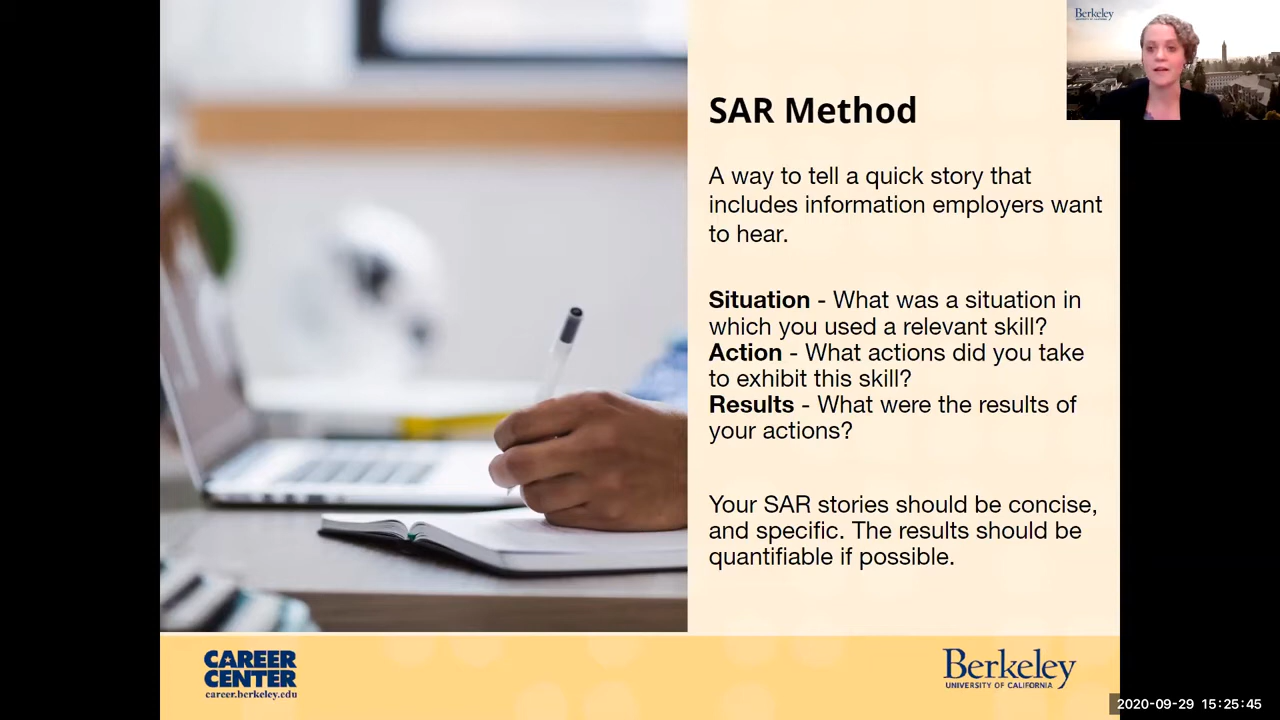 Berkeley
UNIVERSITY OF CALIFORNIA
SAR Method
A way to tell a quick story that
includes information employers want
to hear.
Situation - What was a situation in
which you used a relevant skill?
Action - What actions did you take
to exhibit this skill?
Results - What were the results of
your actions?
Your SAR stories should be concise,
and specific. The results should be
quantifiable if possible.
CAREER
CENTER
career.berkeley.edu
Berkeley
UNIVERSITY OF CALIFORNIA
2020-09-29 15:25:45